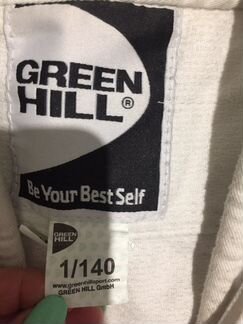 GREEN
HILL®
Be Your Best Self
GREEN
HILL
1/140
www.greenhillsport.com
GREEN HILL GmbH